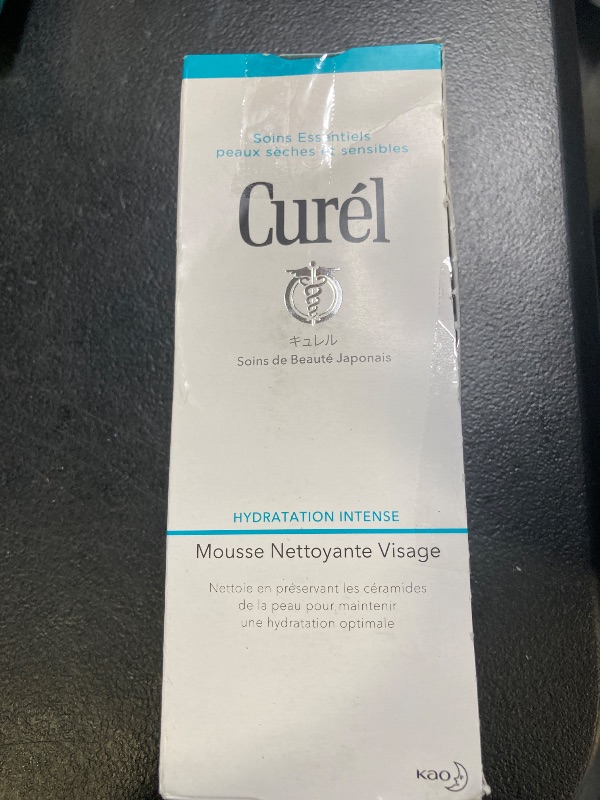 Soins Essentiels
peaux sèches et sensibles
Curél
キュレル
Soins de Beauté Japonais
HYDRATATION INTENSE
Mousse Nettoyante Visage
Nettoie en préservant les céramides
de la peau pour maintenir
une hydratation optimale
Kao